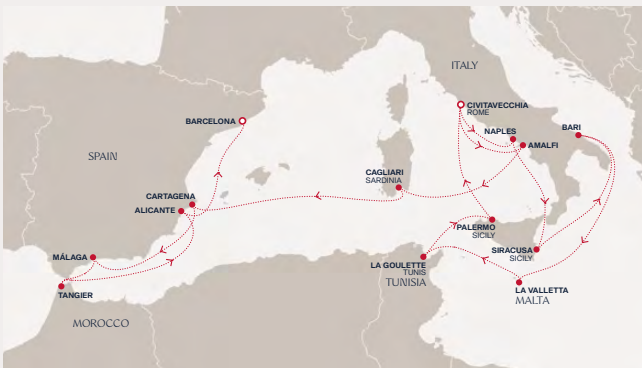 ITALY
CIVITAVECCHIA
ROME
BARCELONA
NAPLES
BARI
AMALFI
SPAIN
CAGLIARI
SARDINIA
CARTAGENA
ALICANTE
PALERMO
SICILY
SIRACUSA
SICILY
MÁLAGA
LA GOULETTE
TUNIS
TUNISIA
TANGIER
LA VALLETTA
MALTA
MOROCCO